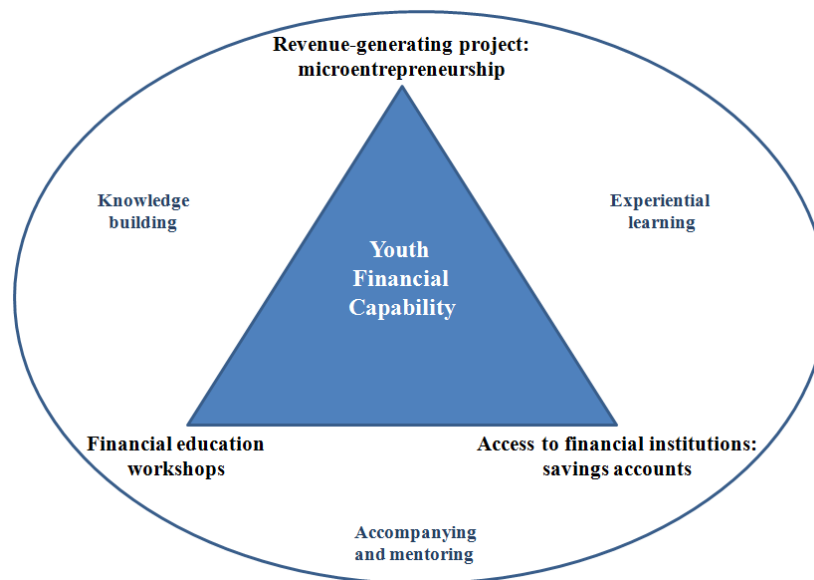 Revenue-generating project:
microentrepreneurship
Knowledge
building
Experiential
learning
Youth
Financial
Capability
Financial education
workshops
Access to financial institutions:
savings accounts
Accompanying
and mentoring